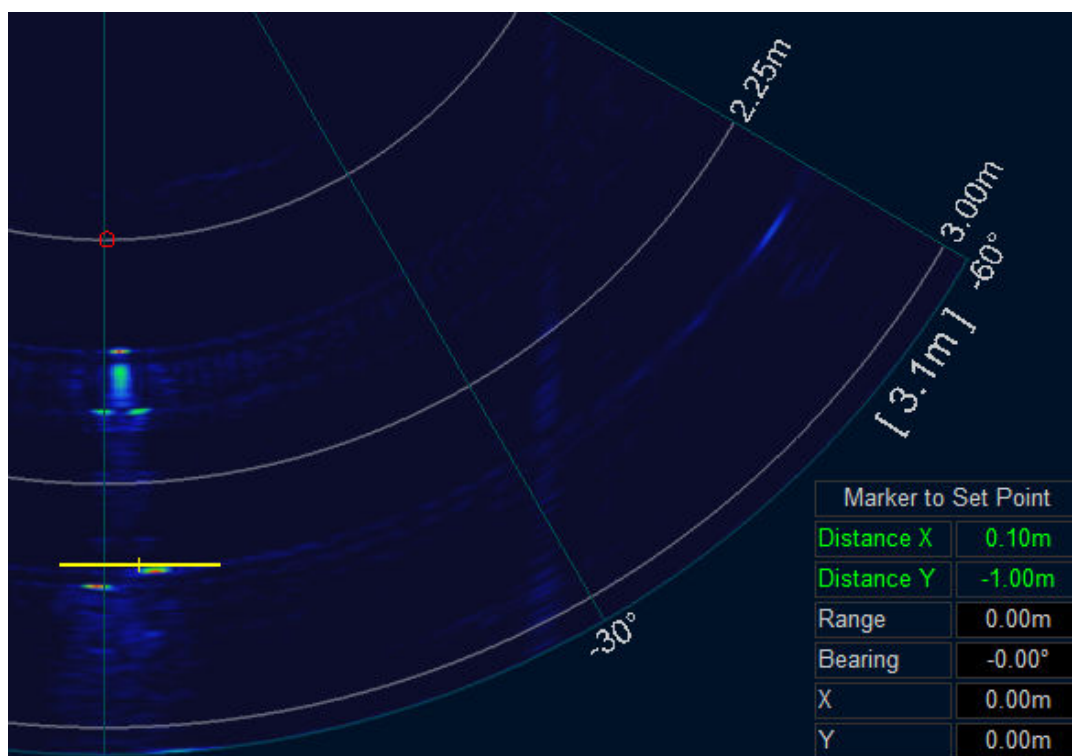 2.25m
3.00m
-60°
[ 3.1m ]
-30°
Marker to Set Point
Distance X 0.10m
Distance Y -1.00m
Range 0.00m
Bearing -0.00°
X 0.00m
Y 0.00m